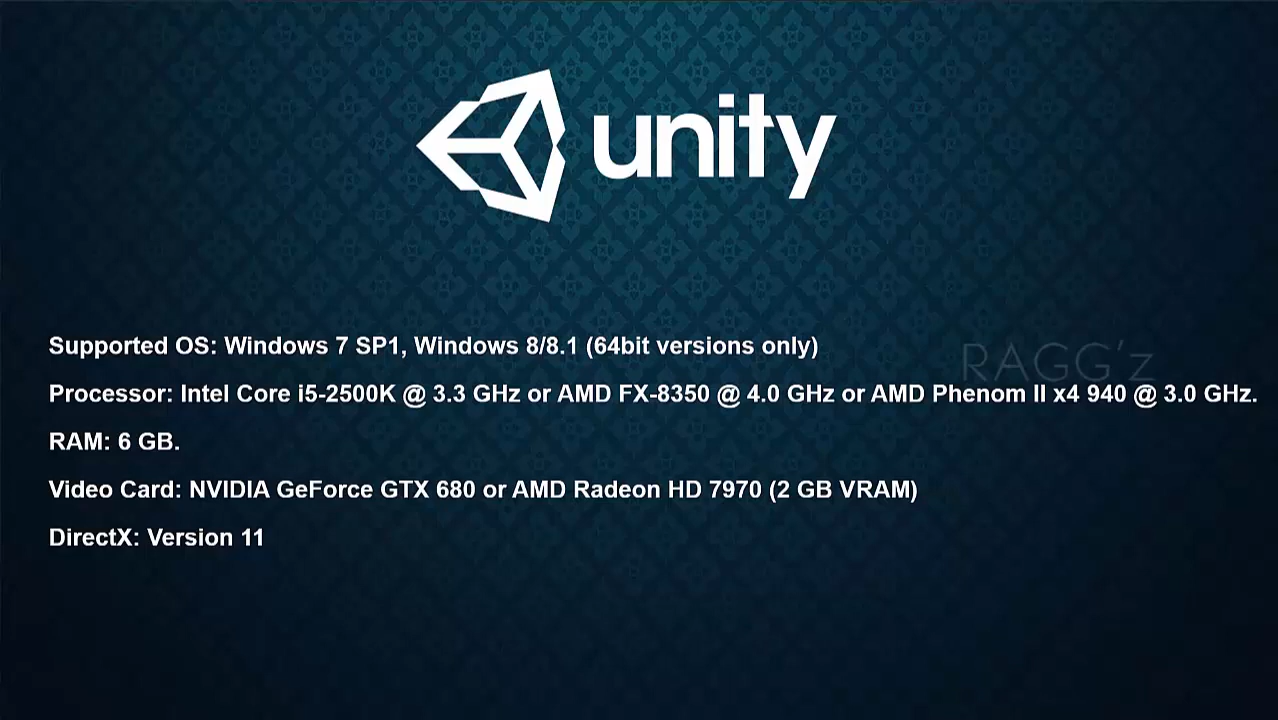 unity
Supported OS: Windows 7 SP1, Windows 8/8.1 (64bit versions only)
RAGG'z
Processor: Intel Core i5-2500K @ 3.3 GHz or AMD FX-8350 @ 4.0 GHz or AMD Phenom II x4 940 @ 3.0 GHz.
RAM: 6 GB.
Video Card: NVIDIA GeForce GTX 680 or AMD Radeon HD 7970 (2 GB VRAM)
DirectX: Version 11